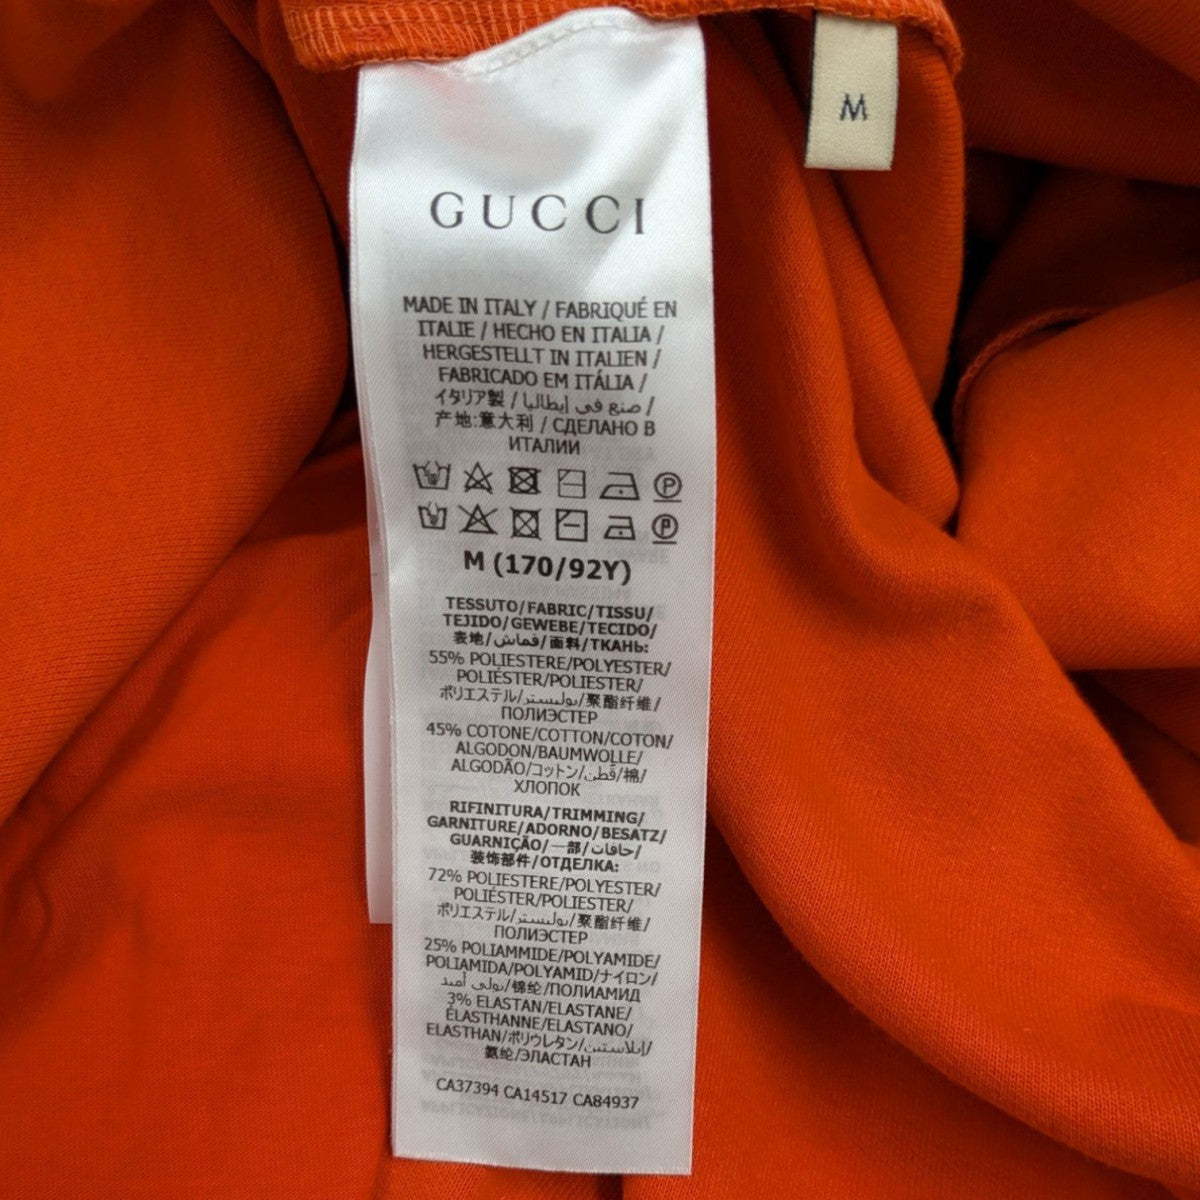 M
GUCCI
MADE IN ITALY / FABRIQUÉ EN
ITALIE / HECHO EN ITALIA /
HERGESTELLT IN ITALIEN /
FABRICADO EM ITÁLIA /
イタリア製 / صنع في إيطاليا /
产地:意大利 / СДЕЛАНО В
ИТАЛИИ
P
P
M (170/92Y)
TESSUTO/FABRIC/TISSU/
TEJIDO/GEWEBE/TECIDO/
表地/قماش/面料/ТКАНЬ:
55% POLIESTERE/POLYESTER/
POLIÉSTER/POLIESTER/
ポリエステル/بوليستر/聚酯纤维/
ПОЛИЭСТЕР
45% COTONE/COTTON/COTON/
ALGODON/BAUMWOLLE/
ALGODÃO/コットン/قطن/棉/
ХЛОПОК
RIFINITURA/TRIMMING/
GARNITURE/ADORNO/BESATZ/
GUARNIÇÃO/一部/حافات/
装饰部件/ОТДЕЛКА:
72% POLIESTERE/POLYESTER/
POLIÉSTER/POLIESTER/
ポリエステル/بوليستر/聚酯纤维/
ПОЛИЭСТЕР
25% POLIAMMIDE/POLYAMIDE/
POLIAMIDA/POLYAMID/ナイロン/
بولي أميد/锦纶/ПОЛИАМИД
3% ELASTAN/ELASTANE/
ÉLASTHANNE/ELASTANO/
ELASTHAN/ポリウレタン/إيلاستين/
氨纶/ЭЛАСТАН
CA37394 CA14517 CA84937